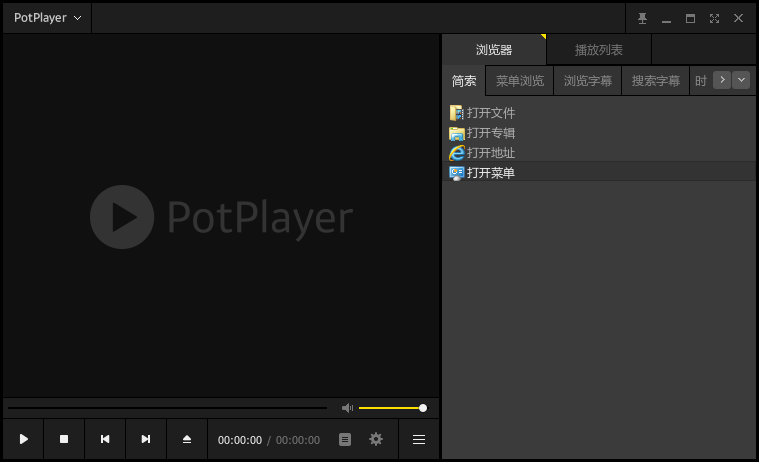 PotPlayer
浏览器 播放列表
简索 菜单浏览 浏览字幕 搜索字幕 时
打开文件
打开专辑
打开地址
打开菜单
PotPlayer
00:00:00 / 00:00:00